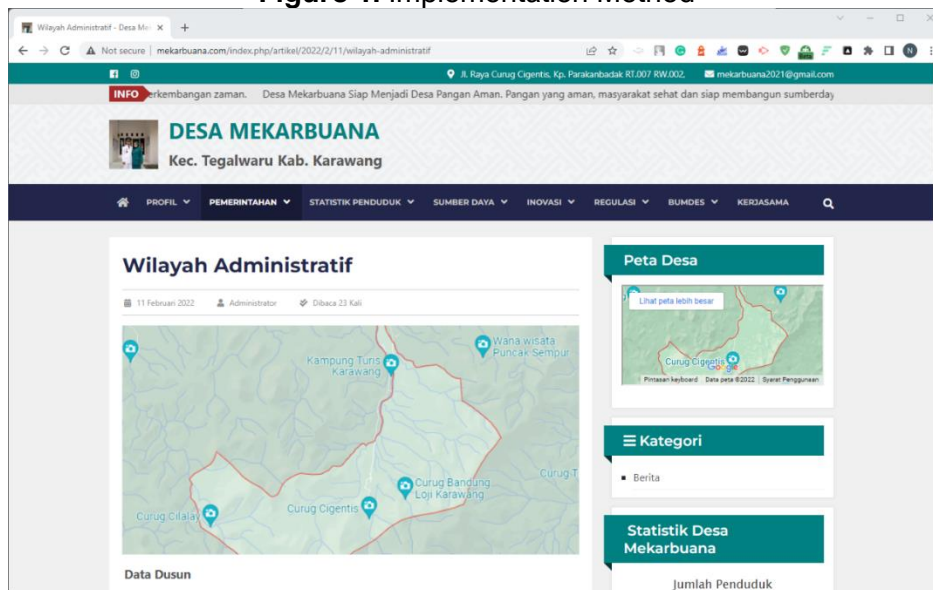 Figure 1. Implementation Method
Wilayah Administratif - Desa Me
Not secure | mekarbuana.com/index.php/artikel/2022/2/11/wilayah-administratif
Jl. Raya Curug Cigentis, Kp. Parakanbadak RT.007 RW.002, mekarbuana2021@gmail.com
INFO erkembangan zaman. Desa Mekarbuana Siap Menjadi Desa Pangan Aman. Pangan yang aman, masyarakat sehat dan siap membangun sumberday
DESA MEKARBUANA
Kec. Tegalwaru Kab. Karawang
PROFIL PEMERINTAHAN STATISTIK PENDUDUK SUMBER DAYA INOVASI REGULASI BUMDES KERJASAMA
Wilayah Administratif
11 Februari 2022 Administrator Dibaca 23 Kali
Kampung Turis
Karawang
Wana wisata
Puncak Sempur
Curug Bandung
Loji Karawang
Curug T
Curug Cigentis
Curug Cilalay
Data Dusun
Peta Desa
Lihat peta lebih besar
Curug Cigentis
Google
Pintasan keyboard Data peta ©2022 Syarat Penggunaan
Kategori
Berita
Statistik Desa
Mekarbuana
Jumlah Penduduk